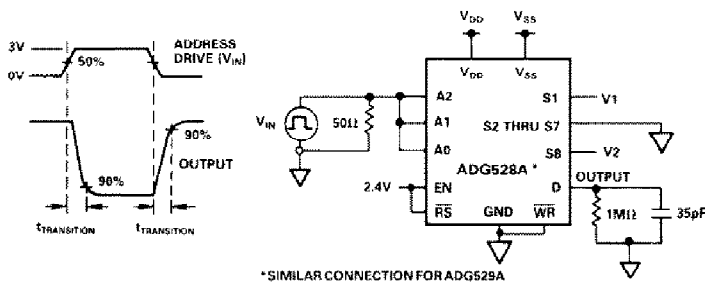 3V
0V
50%
ADDRESS
DRIVE (VIN)
90%
OUTPUT
90%
tTRANSITION
tTRANSITION
VDD
VSS
VDD
VSS
A2
A1
A0
EN
RS
VIN
50Ω
2.4V
S1
V1
S2 THRU S7
S8
V2
ADG528A *
OUTPUT
D
GND
WR
1MΩ
35pF
*SIMILAR CONNECTION FOR ADG529A